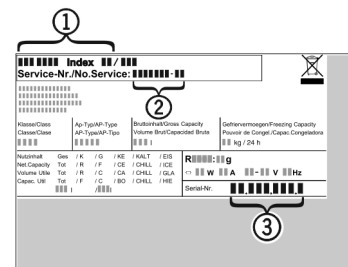 1
Index /
Service-Nr./No.Service: -
2
Klasse/Class
Classe/Clase
Ap-Typ/AP-Type
AP-Type/AP-Tipo
Bruttoinhalt/Gross Capacity
Volume Brut/Capacidad Bruta
l
Gefriervermoegen/Freezing Capacity
Pouvoir de Congel./Capac.Congeladora
kg / 24 h
Nutzinhalt Ges / K / G / KE / KALT / EIS
Net.Capacity Tot / R / F / CE / CHILL / ICE
Volume Utile Tot / R / C / CA / CHILL / GLA
Capac. Util Tot / F / C / BO / CHILL / HIE
l / l
R : g
W A - V Hz
Serial-Nr. . . .
3